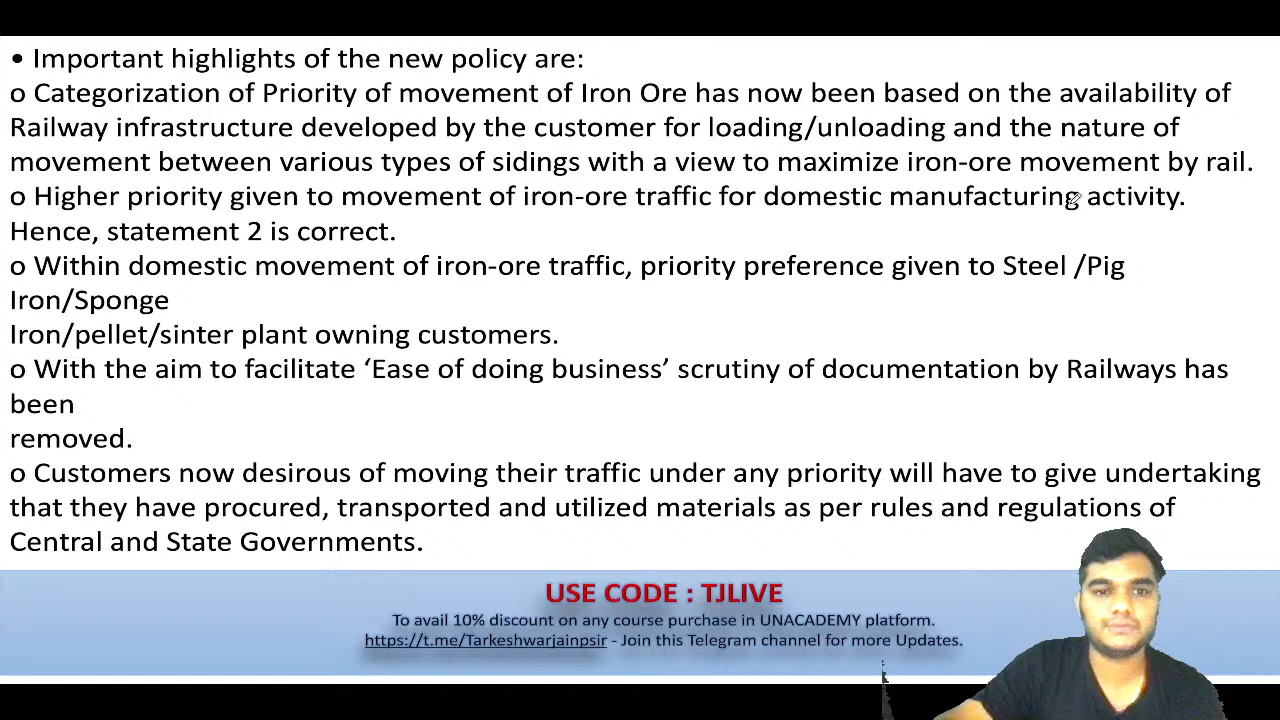 • Important highlights of the new policy are:
o Categorization of Priority of movement of Iron Ore has now been based on the availability of
Railway infrastructure developed by the customer for loading/unloading and the nature of
movement between various types of sidings with a view to maximize iron-ore movement by rail.
o Higher priority given to movement of iron-ore traffic for domestic manufacturing activity.
Hence, statement 2 is correct.
o Within domestic movement of iron-ore traffic, priority preference given to Steel /Pig
Iron/Sponge
Iron/pellet/sinter plant owning customers.
o With the aim to facilitate ‘Ease of doing business’ scrutiny of documentation by Railways has
been
removed.
o Customers now desirous of moving their traffic under any priority will have to give undertaking
that they have procured, transported and utilized materials as per rules and regulations of
Central and State Governments.
USE CODE : TJLIVE
To avail 10% discount on any course purchase in UNACADEMY platform.
https://t.me/Tarkeshwarjainpsir - Join this Telegram channel for more Updates.